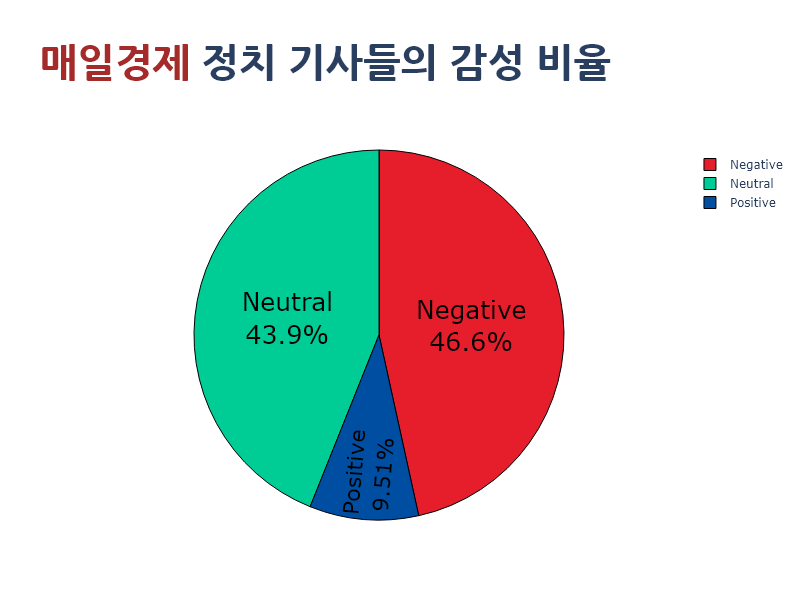 매일경제 정치 기사들의 감성 비율
Negative
Neutral
Positive
Neutral
43.9%
Negative
46.6%
Positive
9.51%